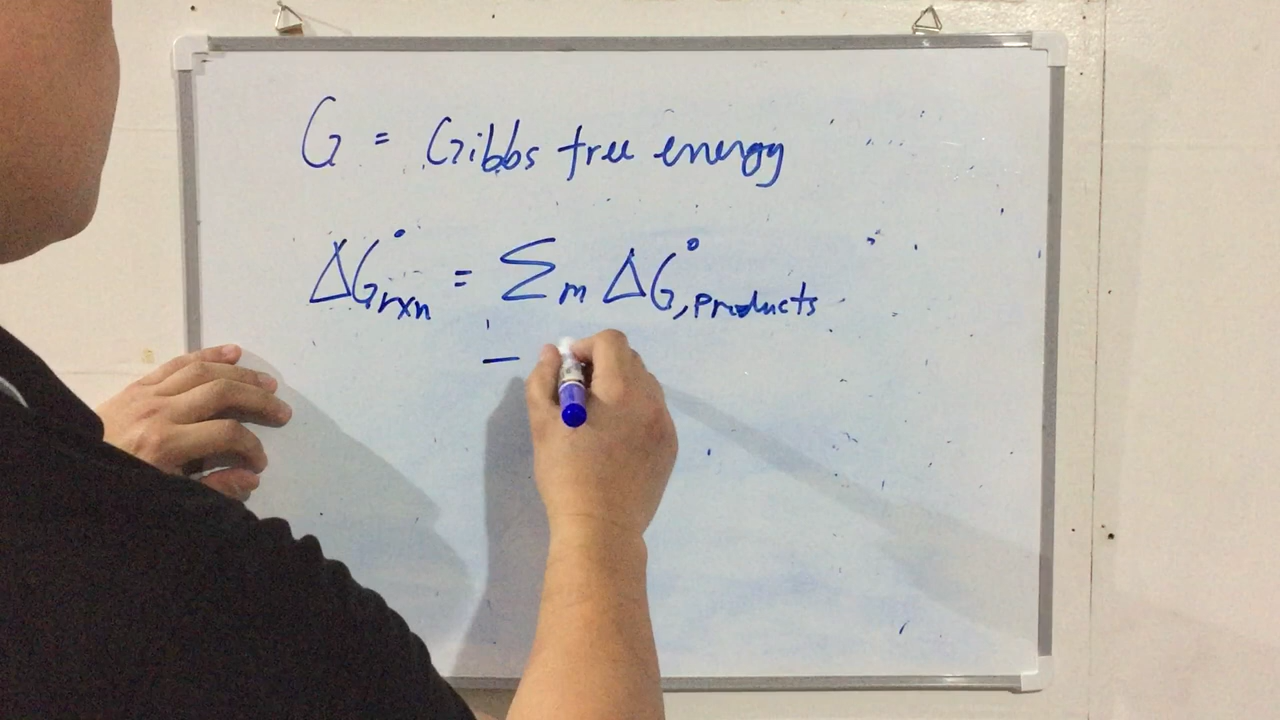 G = Gibbs free energy
ΔG°rxn = Σm ΔG°,products
−